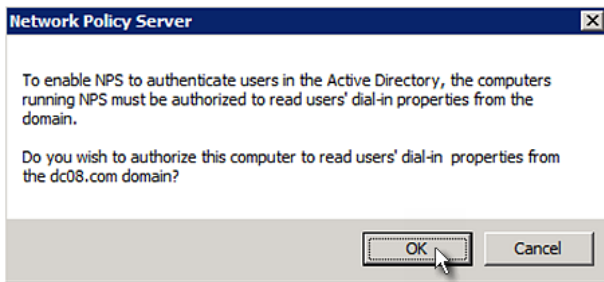 Network Policy Server
To enable NPS to authenticate users in the Active Directory, the computers
running NPS must be authorized to read users' dial-in properties from the
domain.
Do you wish to authorize this computer to read users' dial-in  properties from
the dc08.com domain?
OK
Cancel